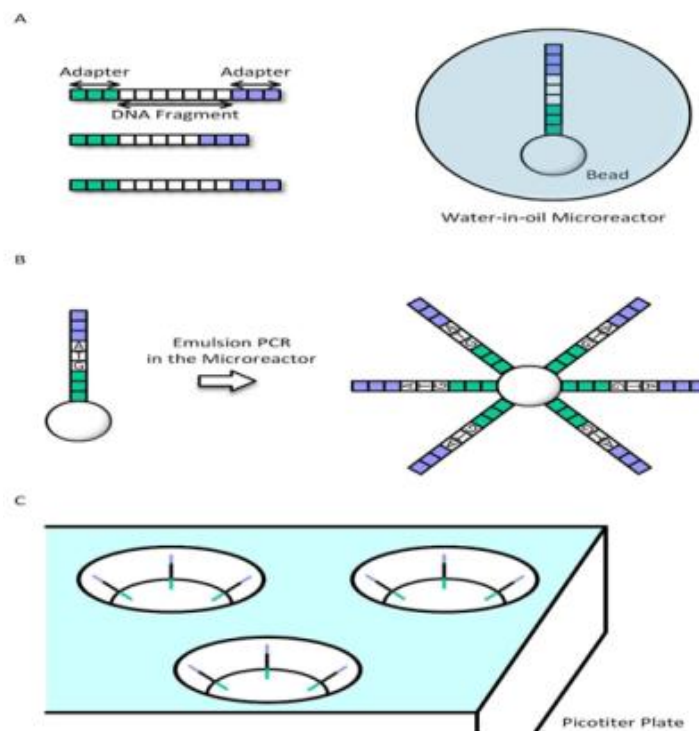 A
Adapter Adapter
DNA Fragment
Bead
Water-in-oil Microreactor
B
A
T
G
Emulsion PCR
in the Microreactor
C
Picotiter Plate